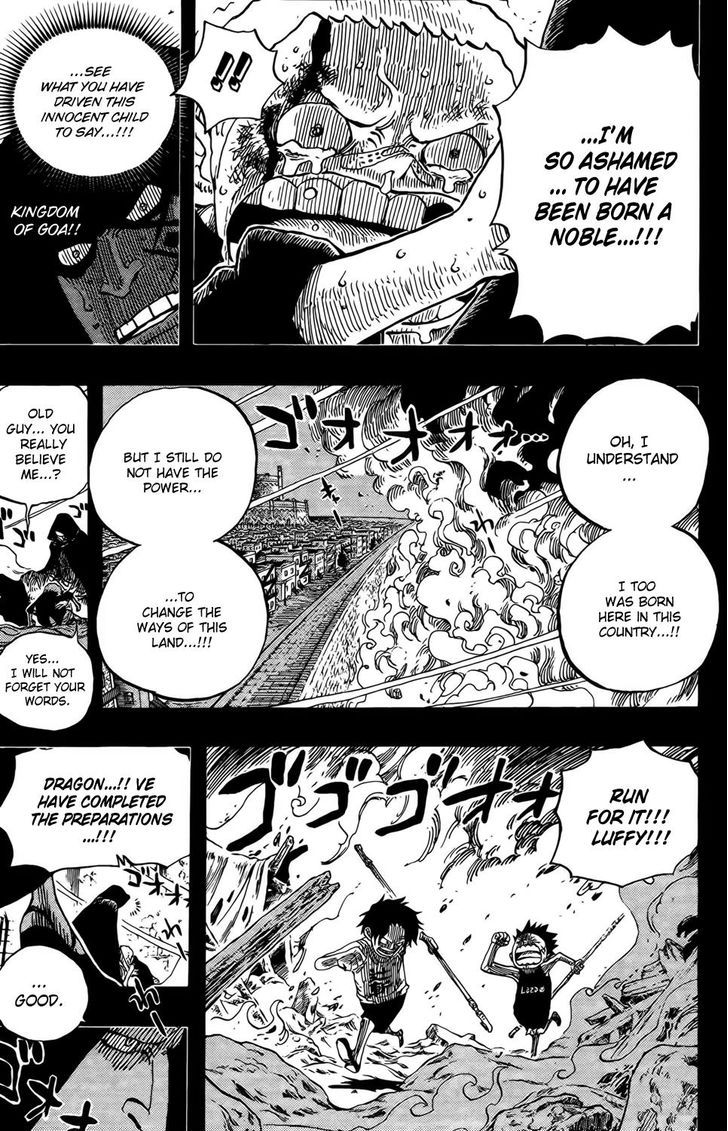 ...I'M
SO ASHAMED
... TO HAVE
BEEN BORN A
NOBLE...!!!
!!
...SEE
WHAT YOU HAVE
DRIVEN THIS
INNOCENT CHILD
TO SAY...!!!
KINGDOM
OF GOA!!
OH, I
UNDERSTAND
...
I TOO
WAS BORN
HERE IN THIS
COUNTRY...!!
ゴオオオオ...
BUT I STILL DO
NOT HAVE THE
POWER...
...TO
CHANGE THE
WAYS OF THIS
LAND...!!!
OLD
GUY... YOU
REALLY
BELIEVE
ME...?
YES...
I WILL NOT
FORGET YOUR
WORDS.
RUN
FOR IT!!!
LUFFY!!!
ゴゴゴゴオオ
DRAGON...!! VE
HAVE COMPLETED
THE PREPARATIONS
...!!!
...
GOOD.